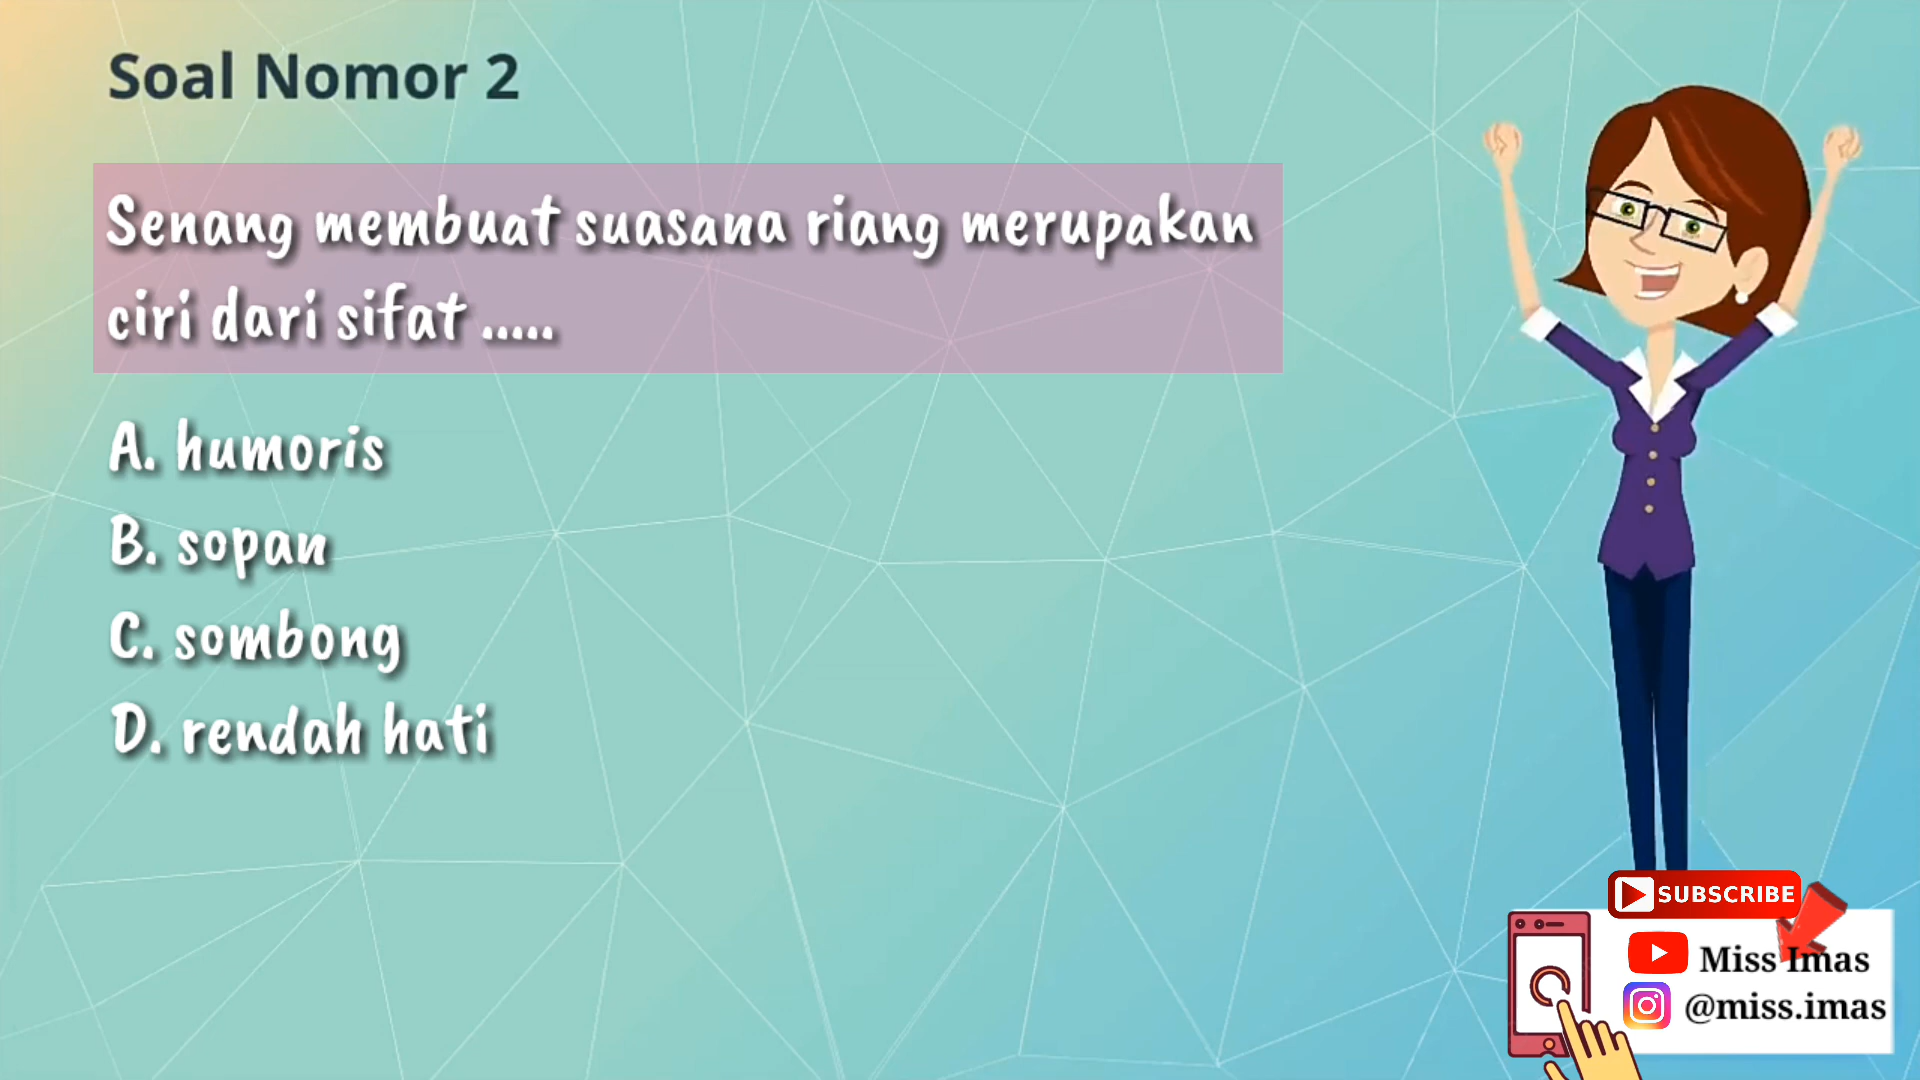 Soal Nomor 2
Senang membuat suasana riang merupakan
ciri dari sifat .....
A. humoris
B. sopan
C. sombong
D. rendah hati
SUBSCRIBE
Miss Imas
@miss.imas